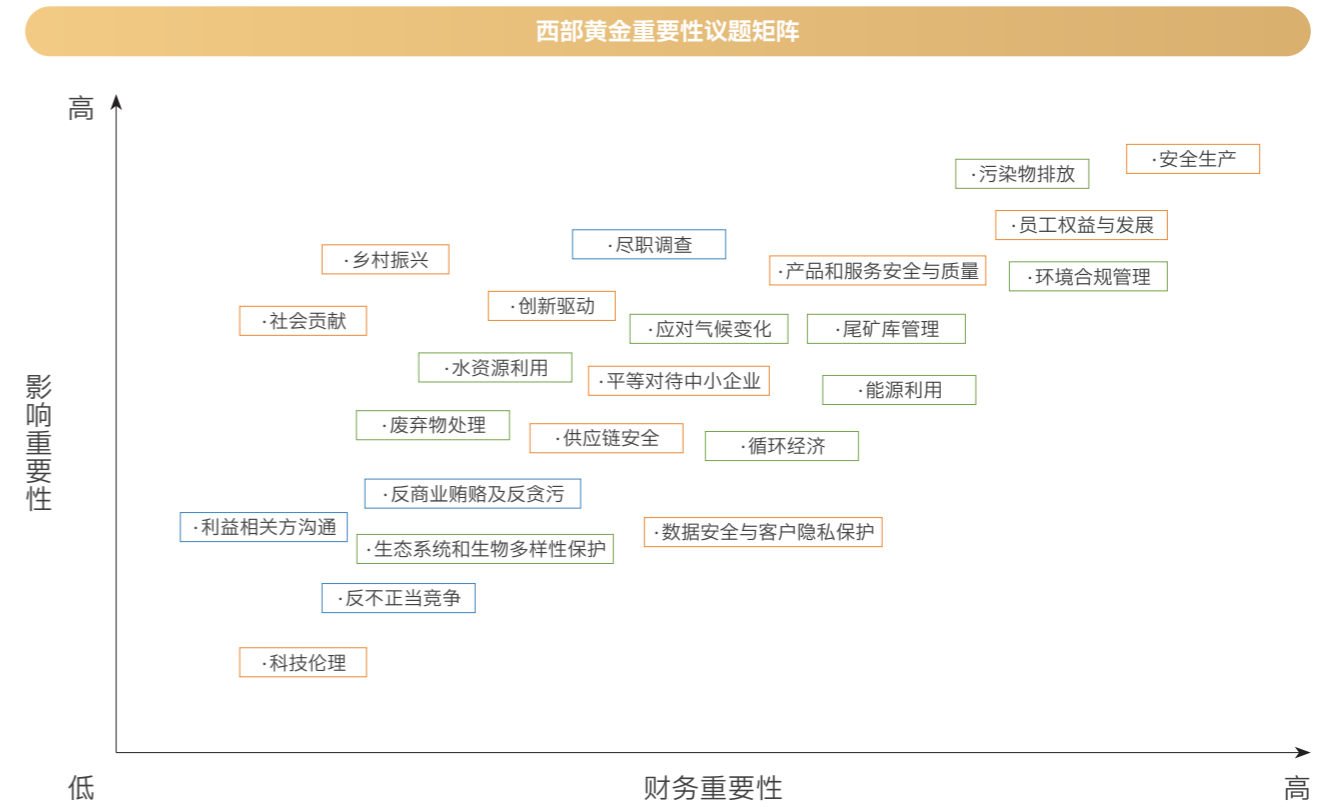 西部黄金重要性议题矩阵
高
·安全生产
·污染物排放
·员工权益与发展
·尽职调查
·乡村振兴
·产品和服务安全与质量
·环境合规管理
·创新驱动
·社会贡献
·应对气候变化
·尾矿库管理
·水资源利用
·平等对待中小企业
·能源利用
影响重要性
·废弃物处理
·供应链安全
·循环经济
·反商业贿赂及反贪污
·利益相关方沟通
·数据安全与客户隐私保护
·生态系统和生物多样性保护
·反不正当竞争
·科技伦理
低
财务重要性
高